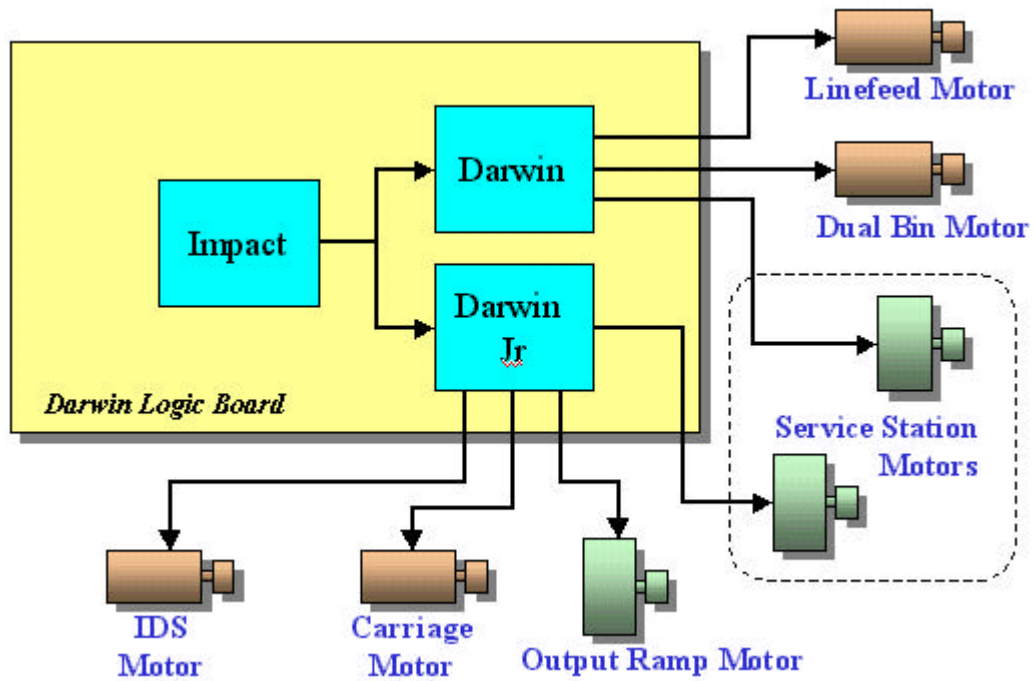 Linefeed Motor
Darwin
Dual Bin Motor
Impact
Darwin
Jr
Darwin Logic Board
Service Station
Motors
IDS
Motor
Carriage
Motor
Output Ramp Motor